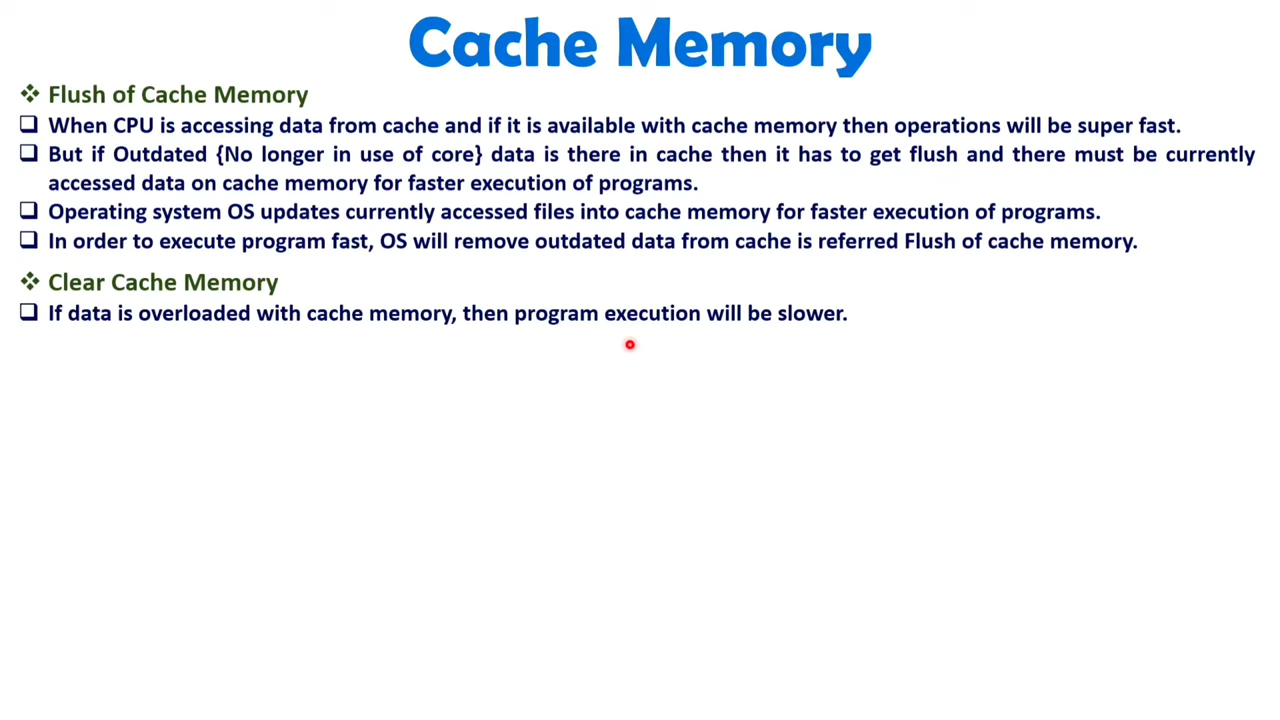 Cache Memory
Flush of Cache Memory
When CPU is accessing data from cache and if it is available with cache memory then operations will be super fast.
But if Outdated {No longer in use of core} data is there in cache then it has to get flush and there must be currently
accessed data on cache memory for faster execution of programs.
Operating system OS updates currently accessed files into cache memory for faster execution of programs.
In order to execute program fast, OS will remove outdated data from cache is referred Flush of cache memory.
Clear Cache Memory
If data is overloaded with cache memory, then program execution will be slower.